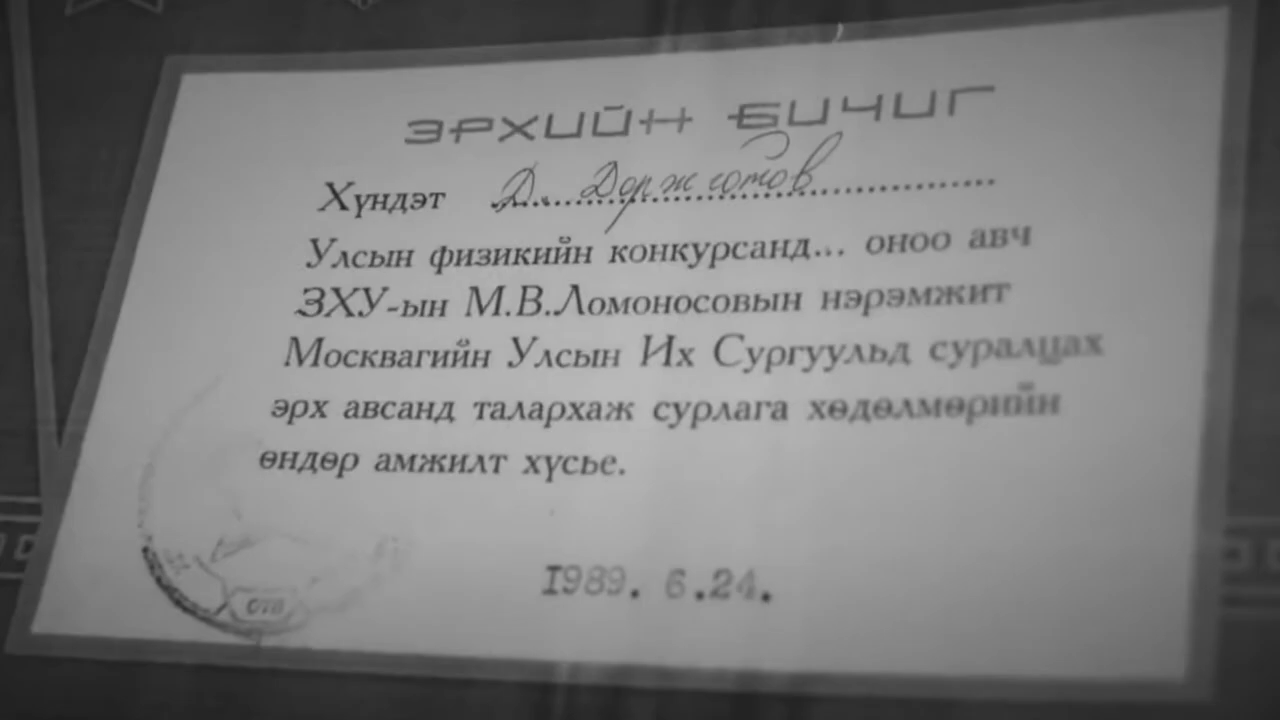 ЭРХИЙН БИЧИГ
Хүндэт Д. Доржготов
Улсын физикийн конкурсанд... оноо авч
ЗХУ-ын М.В.Ломоносовын нэрэмжит
Москвагийн Улсын Их Сургуульд суралцах
эрх авсанд талархаж сурлага хөдөлмөрийн
өндөр амжилт хүсье.
1989. 6.24.